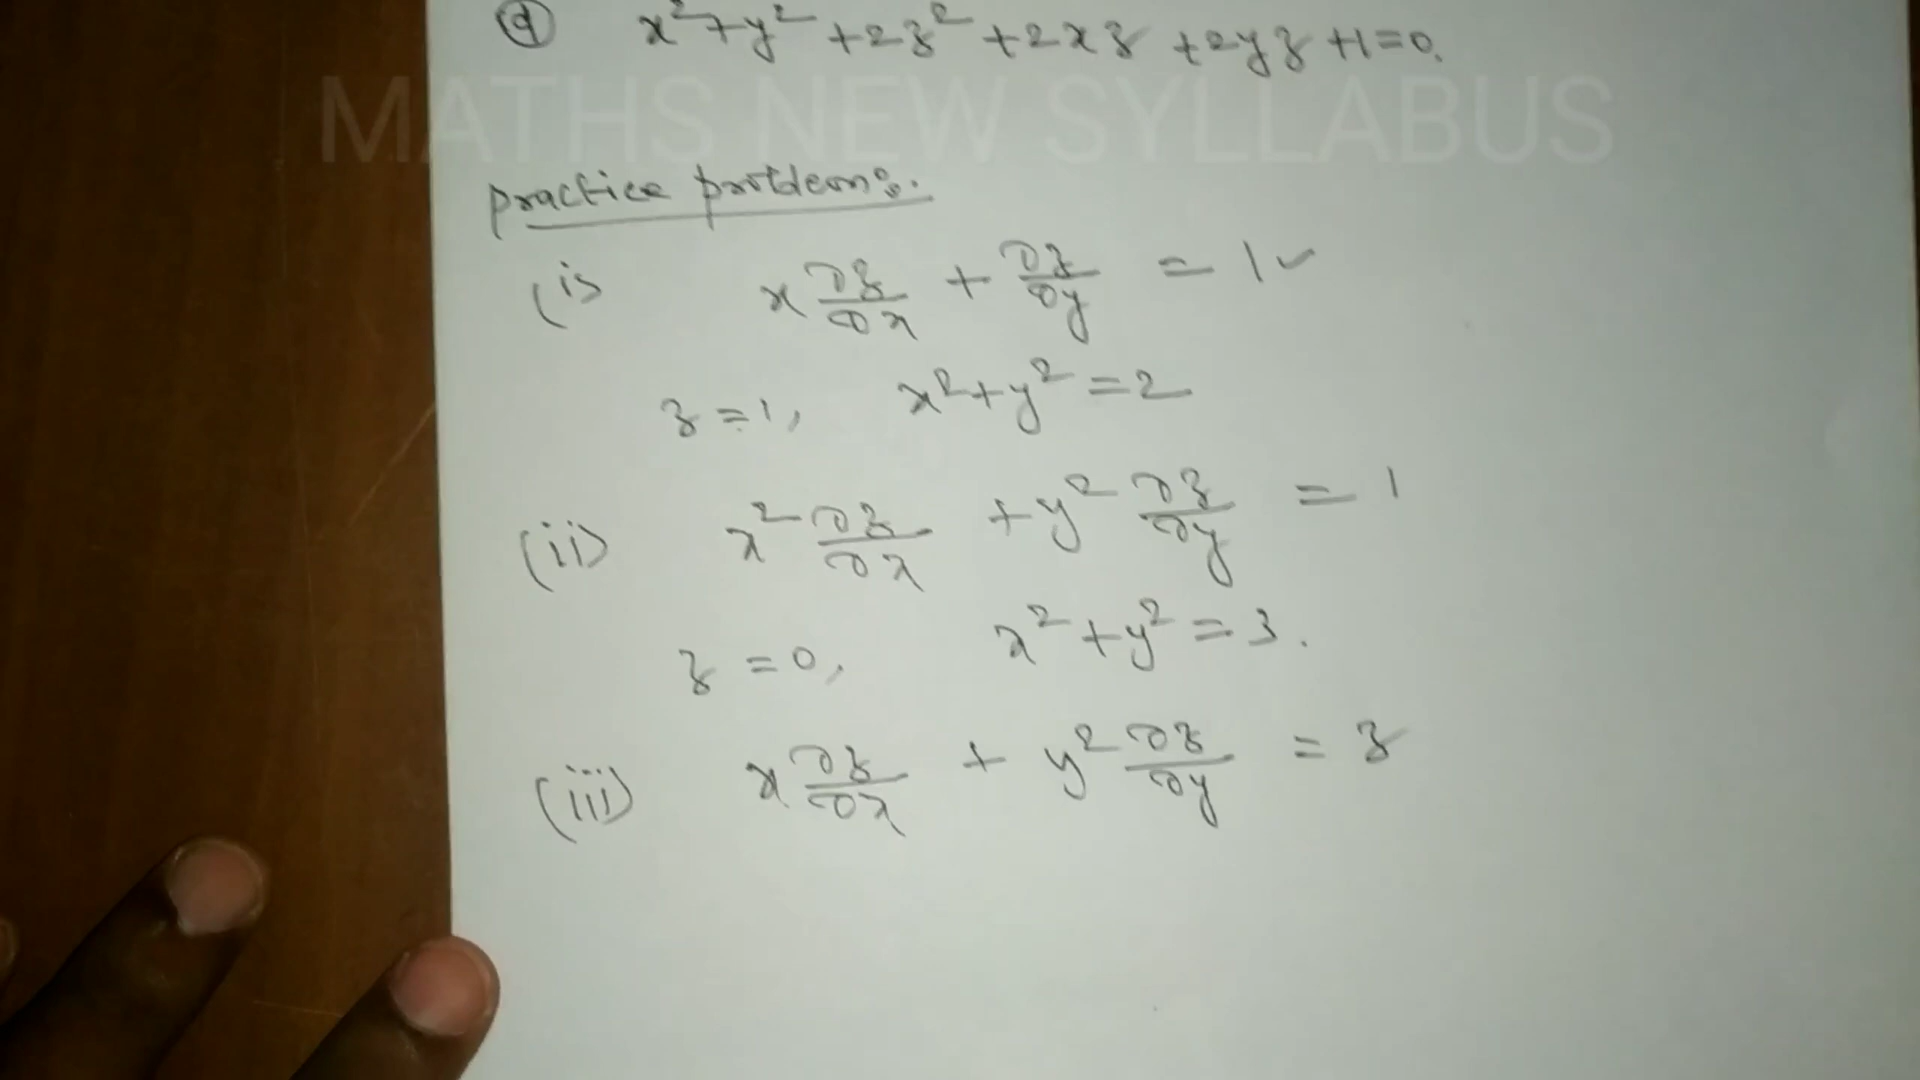 (d) x² + y² + 2z² + 2xz + 2yz + 1 = 0.
MATHS NEW SYLLABUS
practice problems.
(i) x ∂z/∂x + ∂z/∂y = 1 ✓
z = 1, x² + y² = 2
(ii) x² ∂z/∂x + y² ∂z/∂y = 1
z = 0, x² + y² = 3.
(iii) x ∂z/∂x + y² ∂z/∂y = z